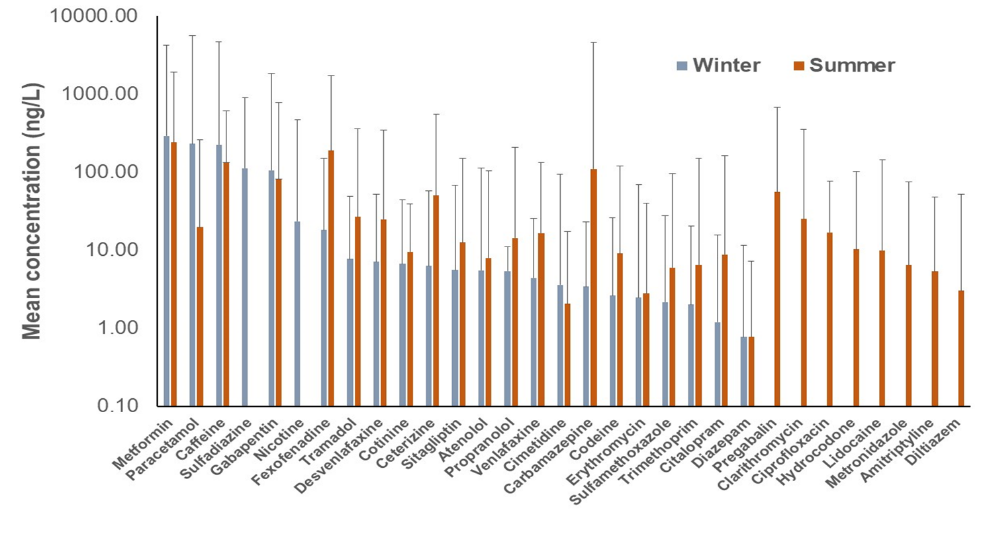 10000.00
1000.00
100.00
10.00
1.00
0.10
Mean concentration (ng/L)
Winter
Summer
Metformin
Paracetamol
Caffeine
Sulfadiazine
Gabapentin
Nicotine
Fexofenadine
Tramadol
Desvenlafaxine
Cotinine
Ceterizine
Sitagliptin
Atenolol
Propranolol
Venlafaxine
Cimetidine
Carbamazepine
Codeine
Erythromycin
Sulfamethoxazole
Trimethoprim
Citalopram
Diazepam
Pregabalin
Clarithromycin
Ciprofloxacin
Hydrocodone
Lidocaine
Metronidazole
Amitriptyline
Diltiazem